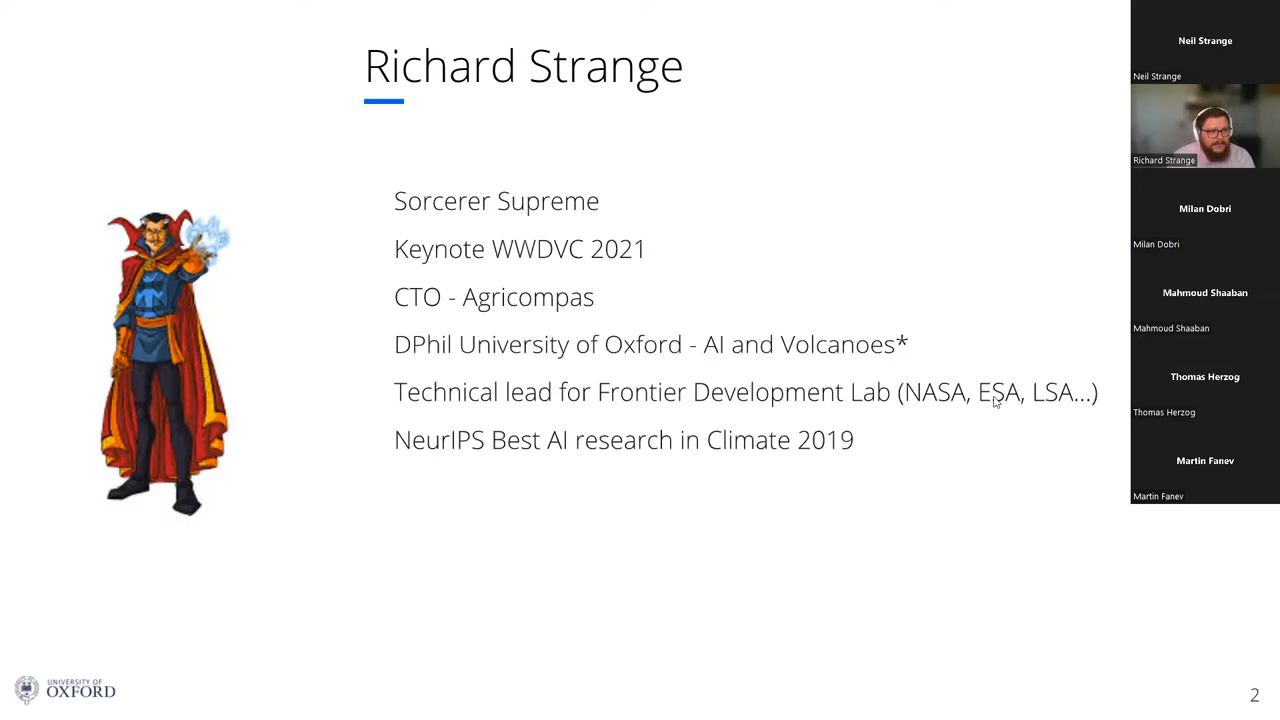 Richard Strange
Sorcerer Supreme
Keynote WWDVC 2021
CTO - Agricompas
DPhil University of Oxford - AI and Volcanoes*
Technical lead for Frontier Development Lab (NASA, ESA, LSA...)
NeurIPS Best AI research in Climate 2019
UNIVERSITY OF
OXFORD
2
Neil Strange
Neil Strange
Richard Strange
Milan Dobri
Milan Dobri
Mahmoud Shaaban
Mahmoud Shaaban
Thomas Herzog
Thomas Herzog
Martin Fanev
Martin Fanev